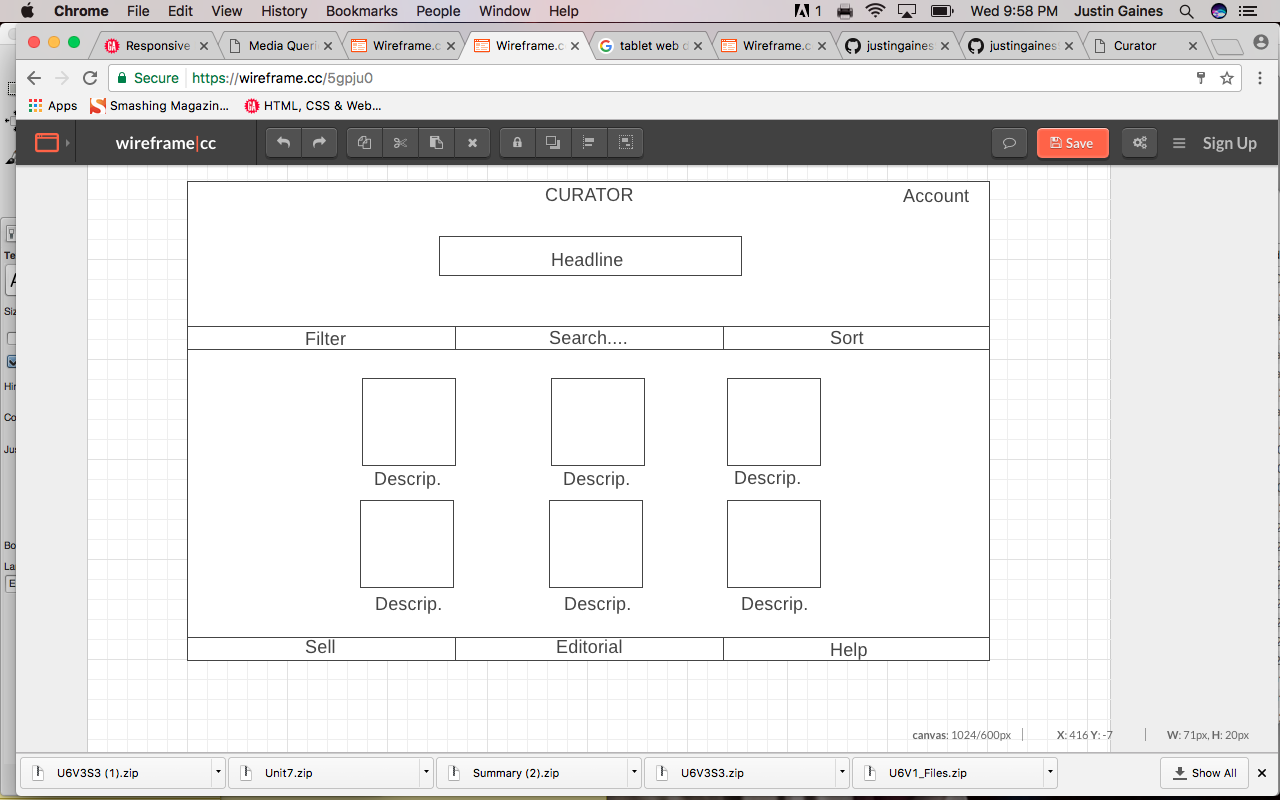 Chrome File Edit View History Bookmarks People Window Help 1 Wed 9:58 PM Justin Gaines
Responsive Media Queri Wireframe.c Wireframe.c tablet web d Wireframe.c justingaines justingaines Curator
Secure https://wireframe.cc/5gpju0
Apps Smashing Magazin... GA HTML, CSS & Web...
wireframe|cc Save Sign Up
CURATOR Account
Headline
Filter Search.... Sort
Descrip. Descrip. Descrip.
Descrip. Descrip. Descrip.
Sell Editorial Help
canvas: 1024/600px X: 416 Y: -7 W: 71px, H: 20px
U6V3S3 (1).zip Unit7.zip Summary (2).zip U6V3S3.zip U6V1_Files.zip Show All